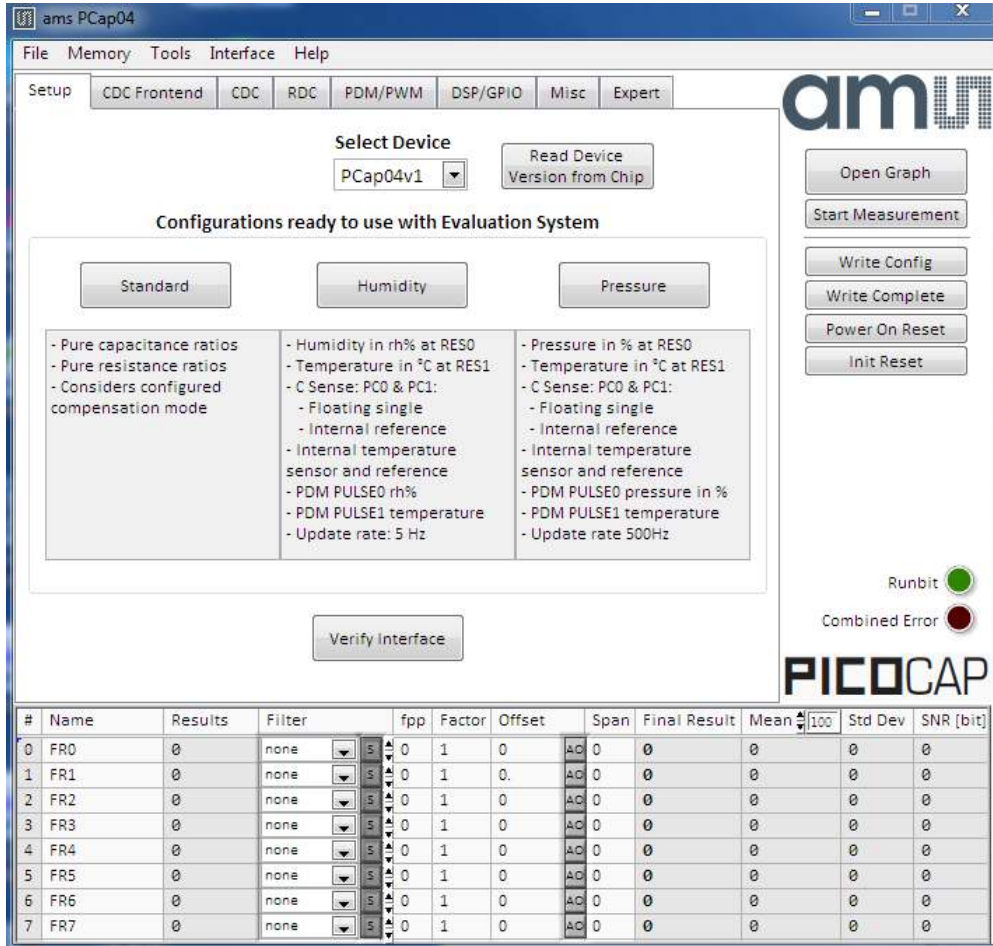 ams PCap04
File Memory Tools Interface Help
Setup CDC Frontend CDC RDC PDM/PWM DSP/GPIO Misc Expert
am
Select Device
PCap04v1
Read Device
Version from Chip
Configurations ready to use with Evaluation System
Standard
- Pure capacitance ratios
- Pure resistance ratios
- Considers configured
compensation mode
Humidity
- Humidity in rh% at RES0
- Temperature in ºC at RES1
- C Sense: PC0 & PC1:
- Floating single
- Internal reference
- Internal temperature
sensor and reference
- PDM PULSE0 rh%
- PDM PULSE1 temperature
- Update rate: 5 Hz
Pressure
- Pressure in % at RES0
- Temperature in ºC at RES1
- C Sense: PC0 & PC1:
- Floating single
- Internal reference
- Internal temperature
sensor and reference
- PDM PULSE0 pressure in %
- PDM PULSE1 temperature
- Update rate 500Hz
Verify Interface
Open Graph
Start Measurement
Write Config
Write Complete
Power On Reset
Init Reset
Runbit
Combined Error
PICOCAP
# Name Results Filter fpp Factor Offset Span Final Result Mean 100 Std Dev SNR [bit]
0 FR0 0 none S 0 1 0 AO 0 0 0 0 0
1 FR1 0 none S 0 1 0. AO 0 0 0 0 0
2 FR2 0 none S 0 1 0 AO 0 0 0 0 0
3 FR3 0 none S 0 1 0 AO 0 0 0 0 0
4 FR4 0 none S 0 1 0 AO 0 0 0 0 0
5 FR5 0 none S 0 1 0 AO 0 0 0 0 0
6 FR6 0 none S 0 1 0 AO 0 0 0 0 0
7 FR7 0 none S 0 1 0 AO 0 0 0 0 0